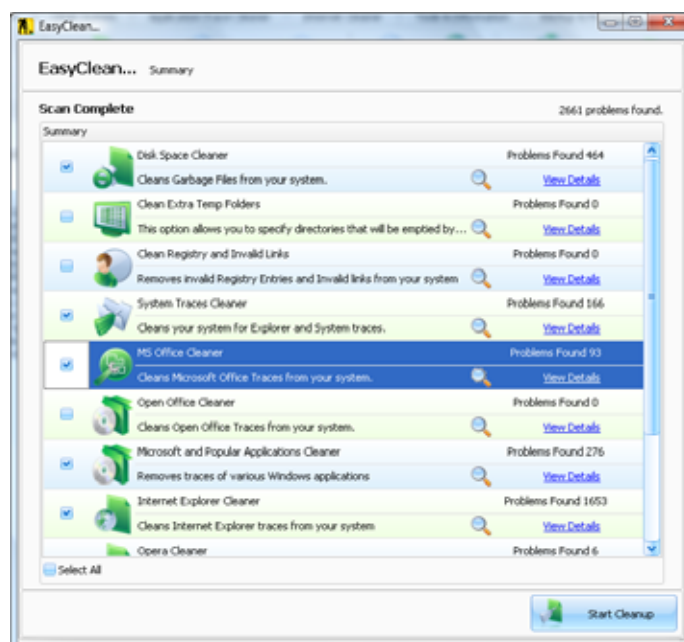 EasyClean...
EasyClean... Summary
Scan Complete 2661 problems found.
Summary
Disk Space Cleaner Problems Found 464
Cleans Garbage Files from your system. View Details
Clean Extra Temp Folders Problems Found 0
This option allows you to specify directories that will be emptied by... View Details
Clean Registry and Invalid Links Problems Found 0
Removes invalid Registry Entries and Invalid links from your system View Details
System Traces Cleaner Problems Found 166
Cleans your system for Explorer and System traces. View Details
MS Office Cleaner Problems Found 93
Cleans Microsoft Office Traces from your system. View Details
Open Office Cleaner Problems Found 0
Cleans Open Office Traces from your system. View Details
Microsoft and Popular Applications Cleaner Problems Found 276
Removes traces of various Windows applications View Details
Internet Explorer Cleaner Problems Found 1653
Cleans Internet Explorer traces from your system View Details
Opera Cleaner Problems Found 6
Select All
Start Cleanup